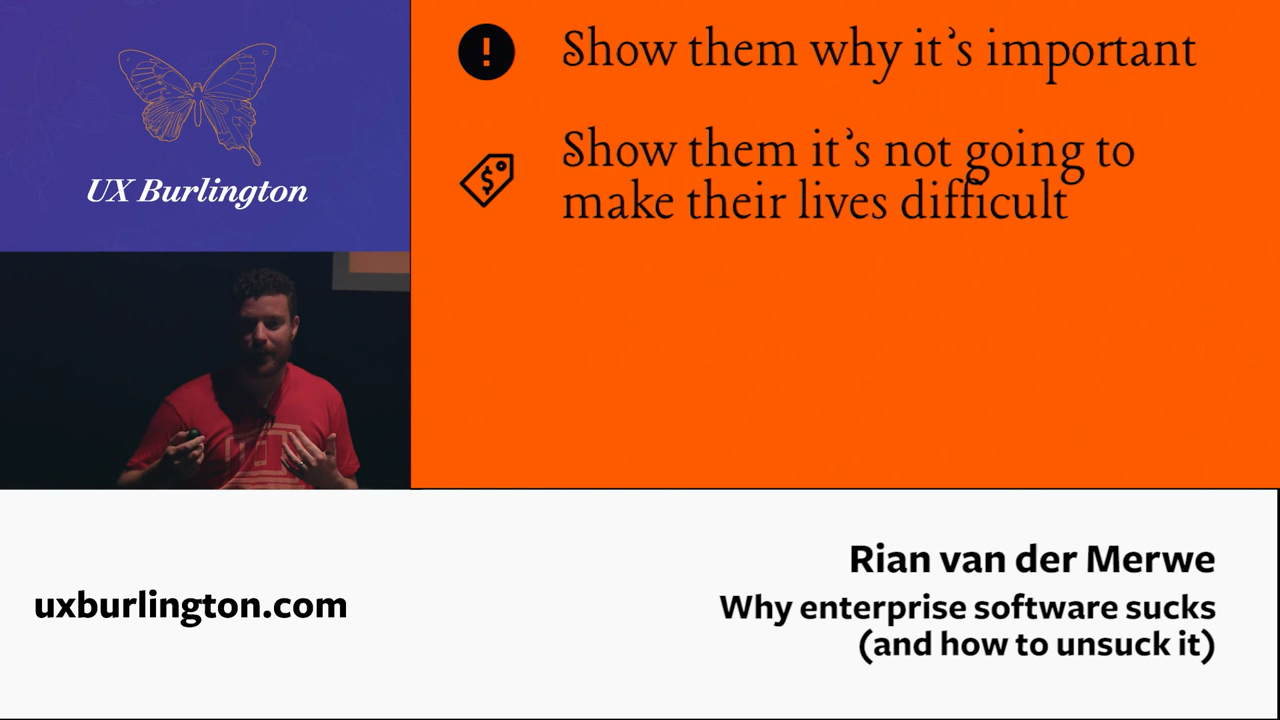 UX Burlington
Show them why it's important
Show them it's not going to
make their lives difficult
uxburlington.com
Rian van der Merwe
Why enterprise software sucks
(and how to unsuck it)